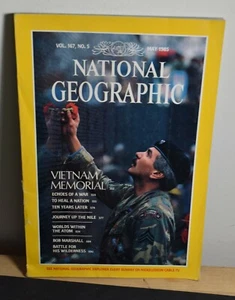 VOL. 167, NO. 5 MAY 1985
NATIONAL
GEOGRAPHIC
VIETNAM
MEMORIAL
ECHOES OF A WAR
TO HEAL A NATION
TEN YEARS LATER
JOURNEY UP THE NILE
WORLDS WITHIN
THE ATOM
BOB MARSHALL
BATTLE FOR
HIS WILDERNESS